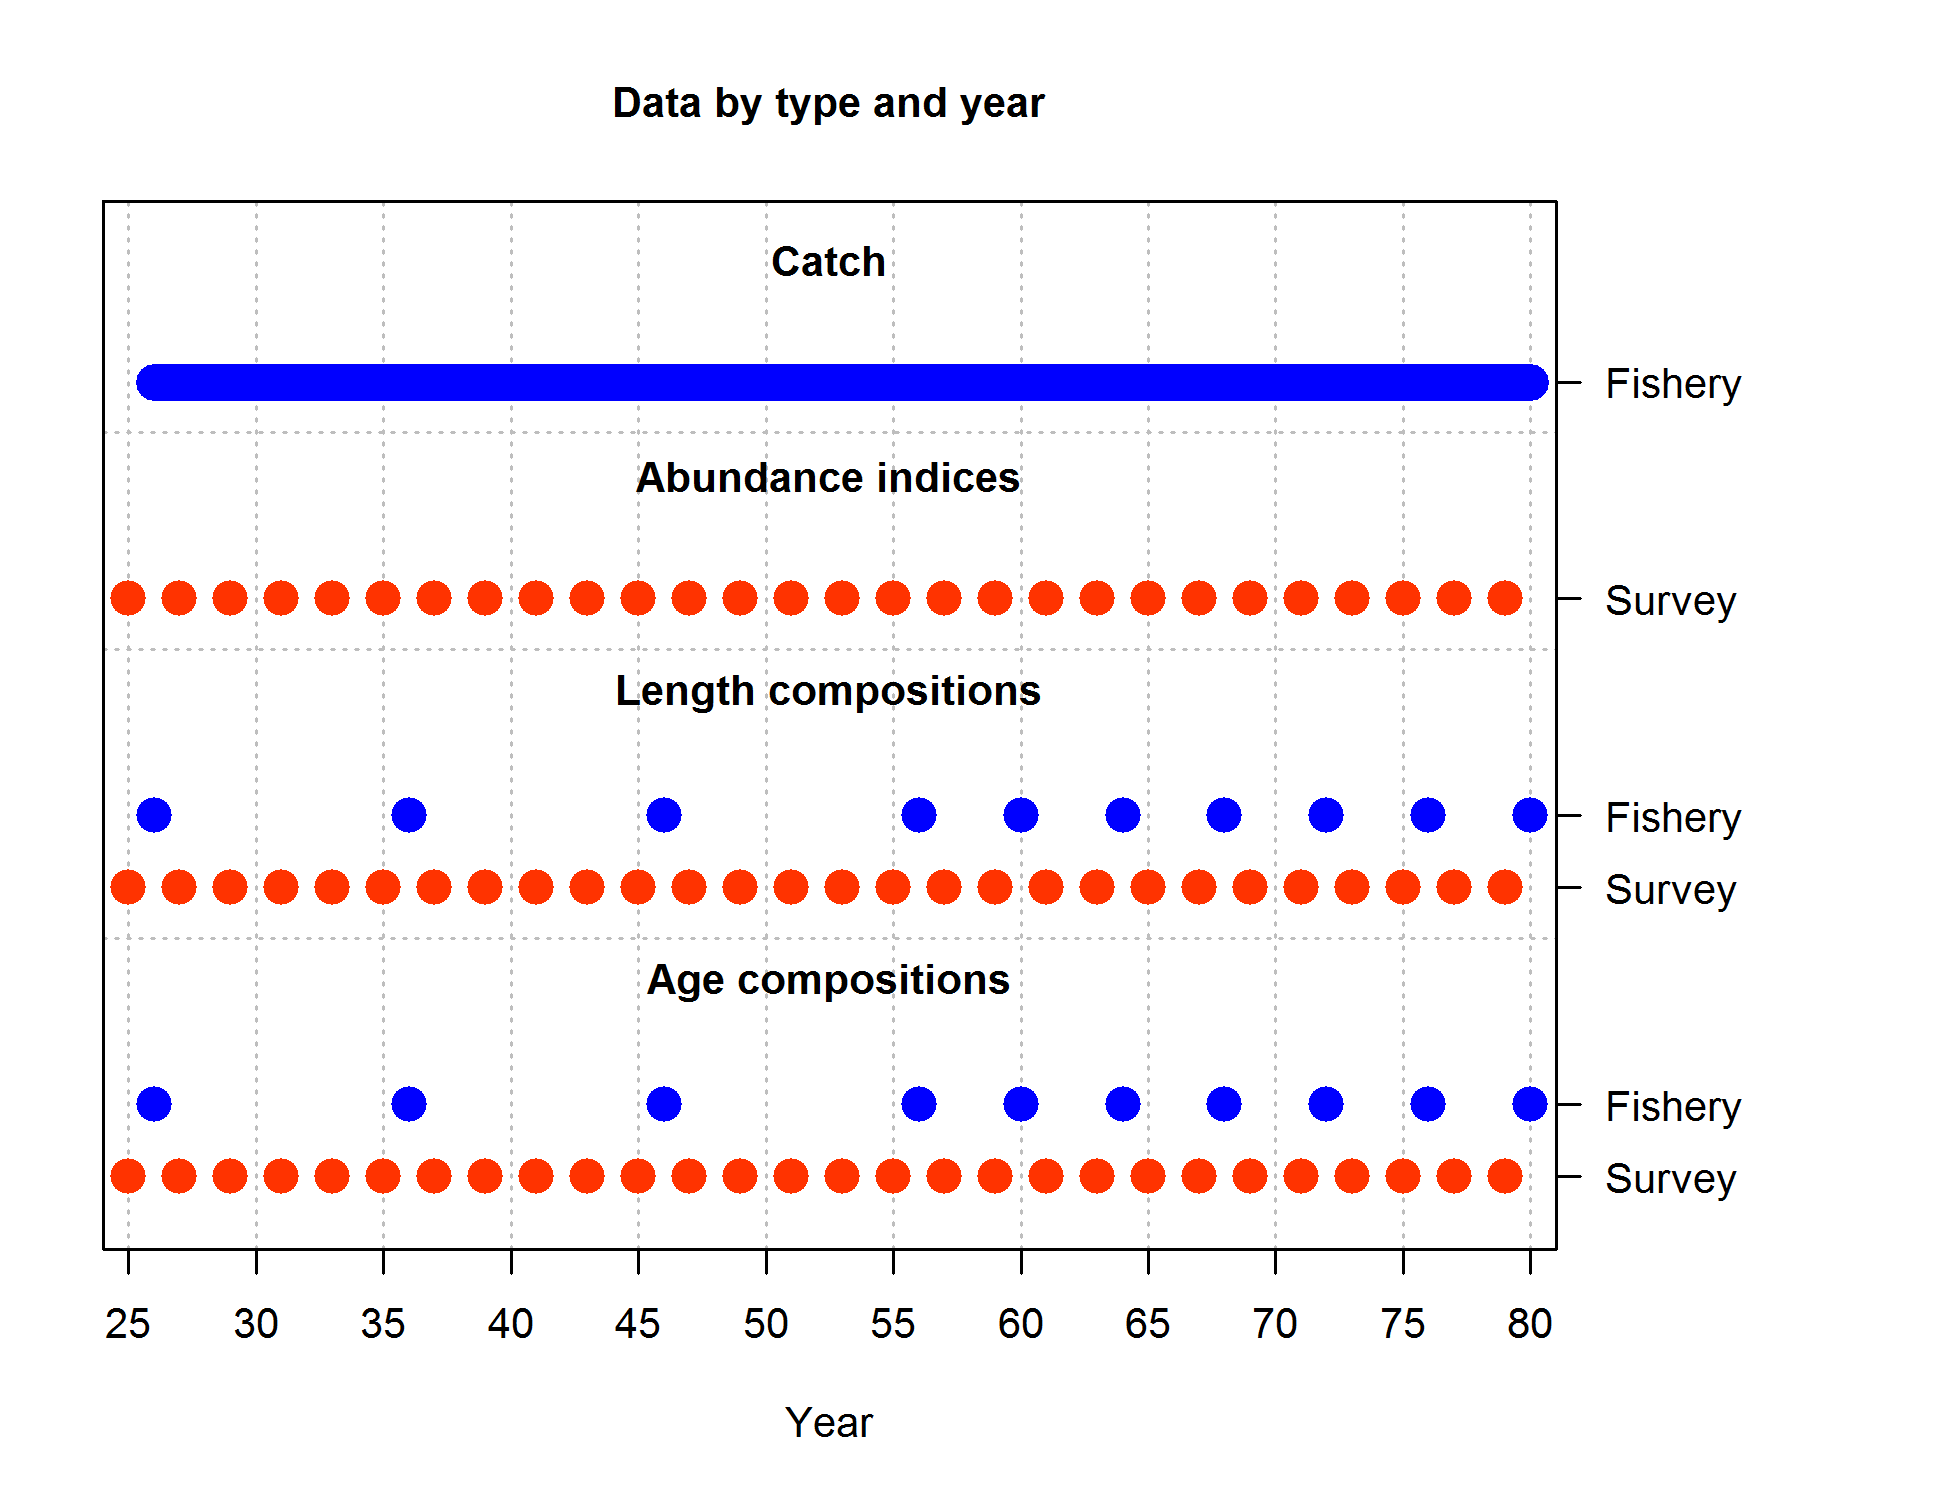 Data by type and year
Catch
Fishery
Abundance indices
Survey
Length compositions
Fishery
Survey
Age compositions
Fishery
Survey
25 30 35 40 45 50 55 60 65 70 75 80
Year